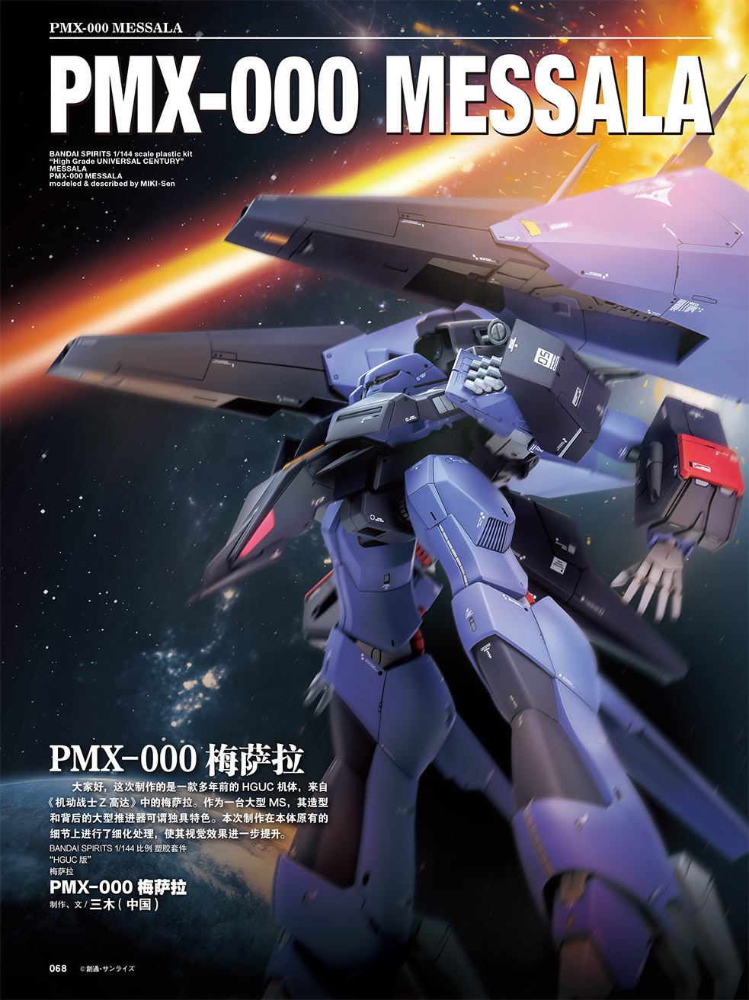 PMX-000 MESSALA
PMX-000 MESSALA
BANDAI SPIRITS 1/144 scale plastic kit
“High Grade UNIVERSAL CENTURY”
MESSALA
PMX-000 MESSALA
modeled & described by MIKI-Sen
05
PMX-000 梅萨拉
大家好，这次制作的是一款多年前的 HGUC 机体，来自
《机动战士 Z 高达》中的梅萨拉。作为一台大型 MS，其造型
和背后的大型推进器可谓独具特色。本次制作在本体原有的
细节上进行了细化处理，使其视觉效果进一步提升。
BANDAI SPIRITS 1/144 比例 塑胶套件
“HGUC 版”
梅萨拉
PMX-000 梅萨拉
制作、文 / 三木（中国）
068 ©創通・サンライズ